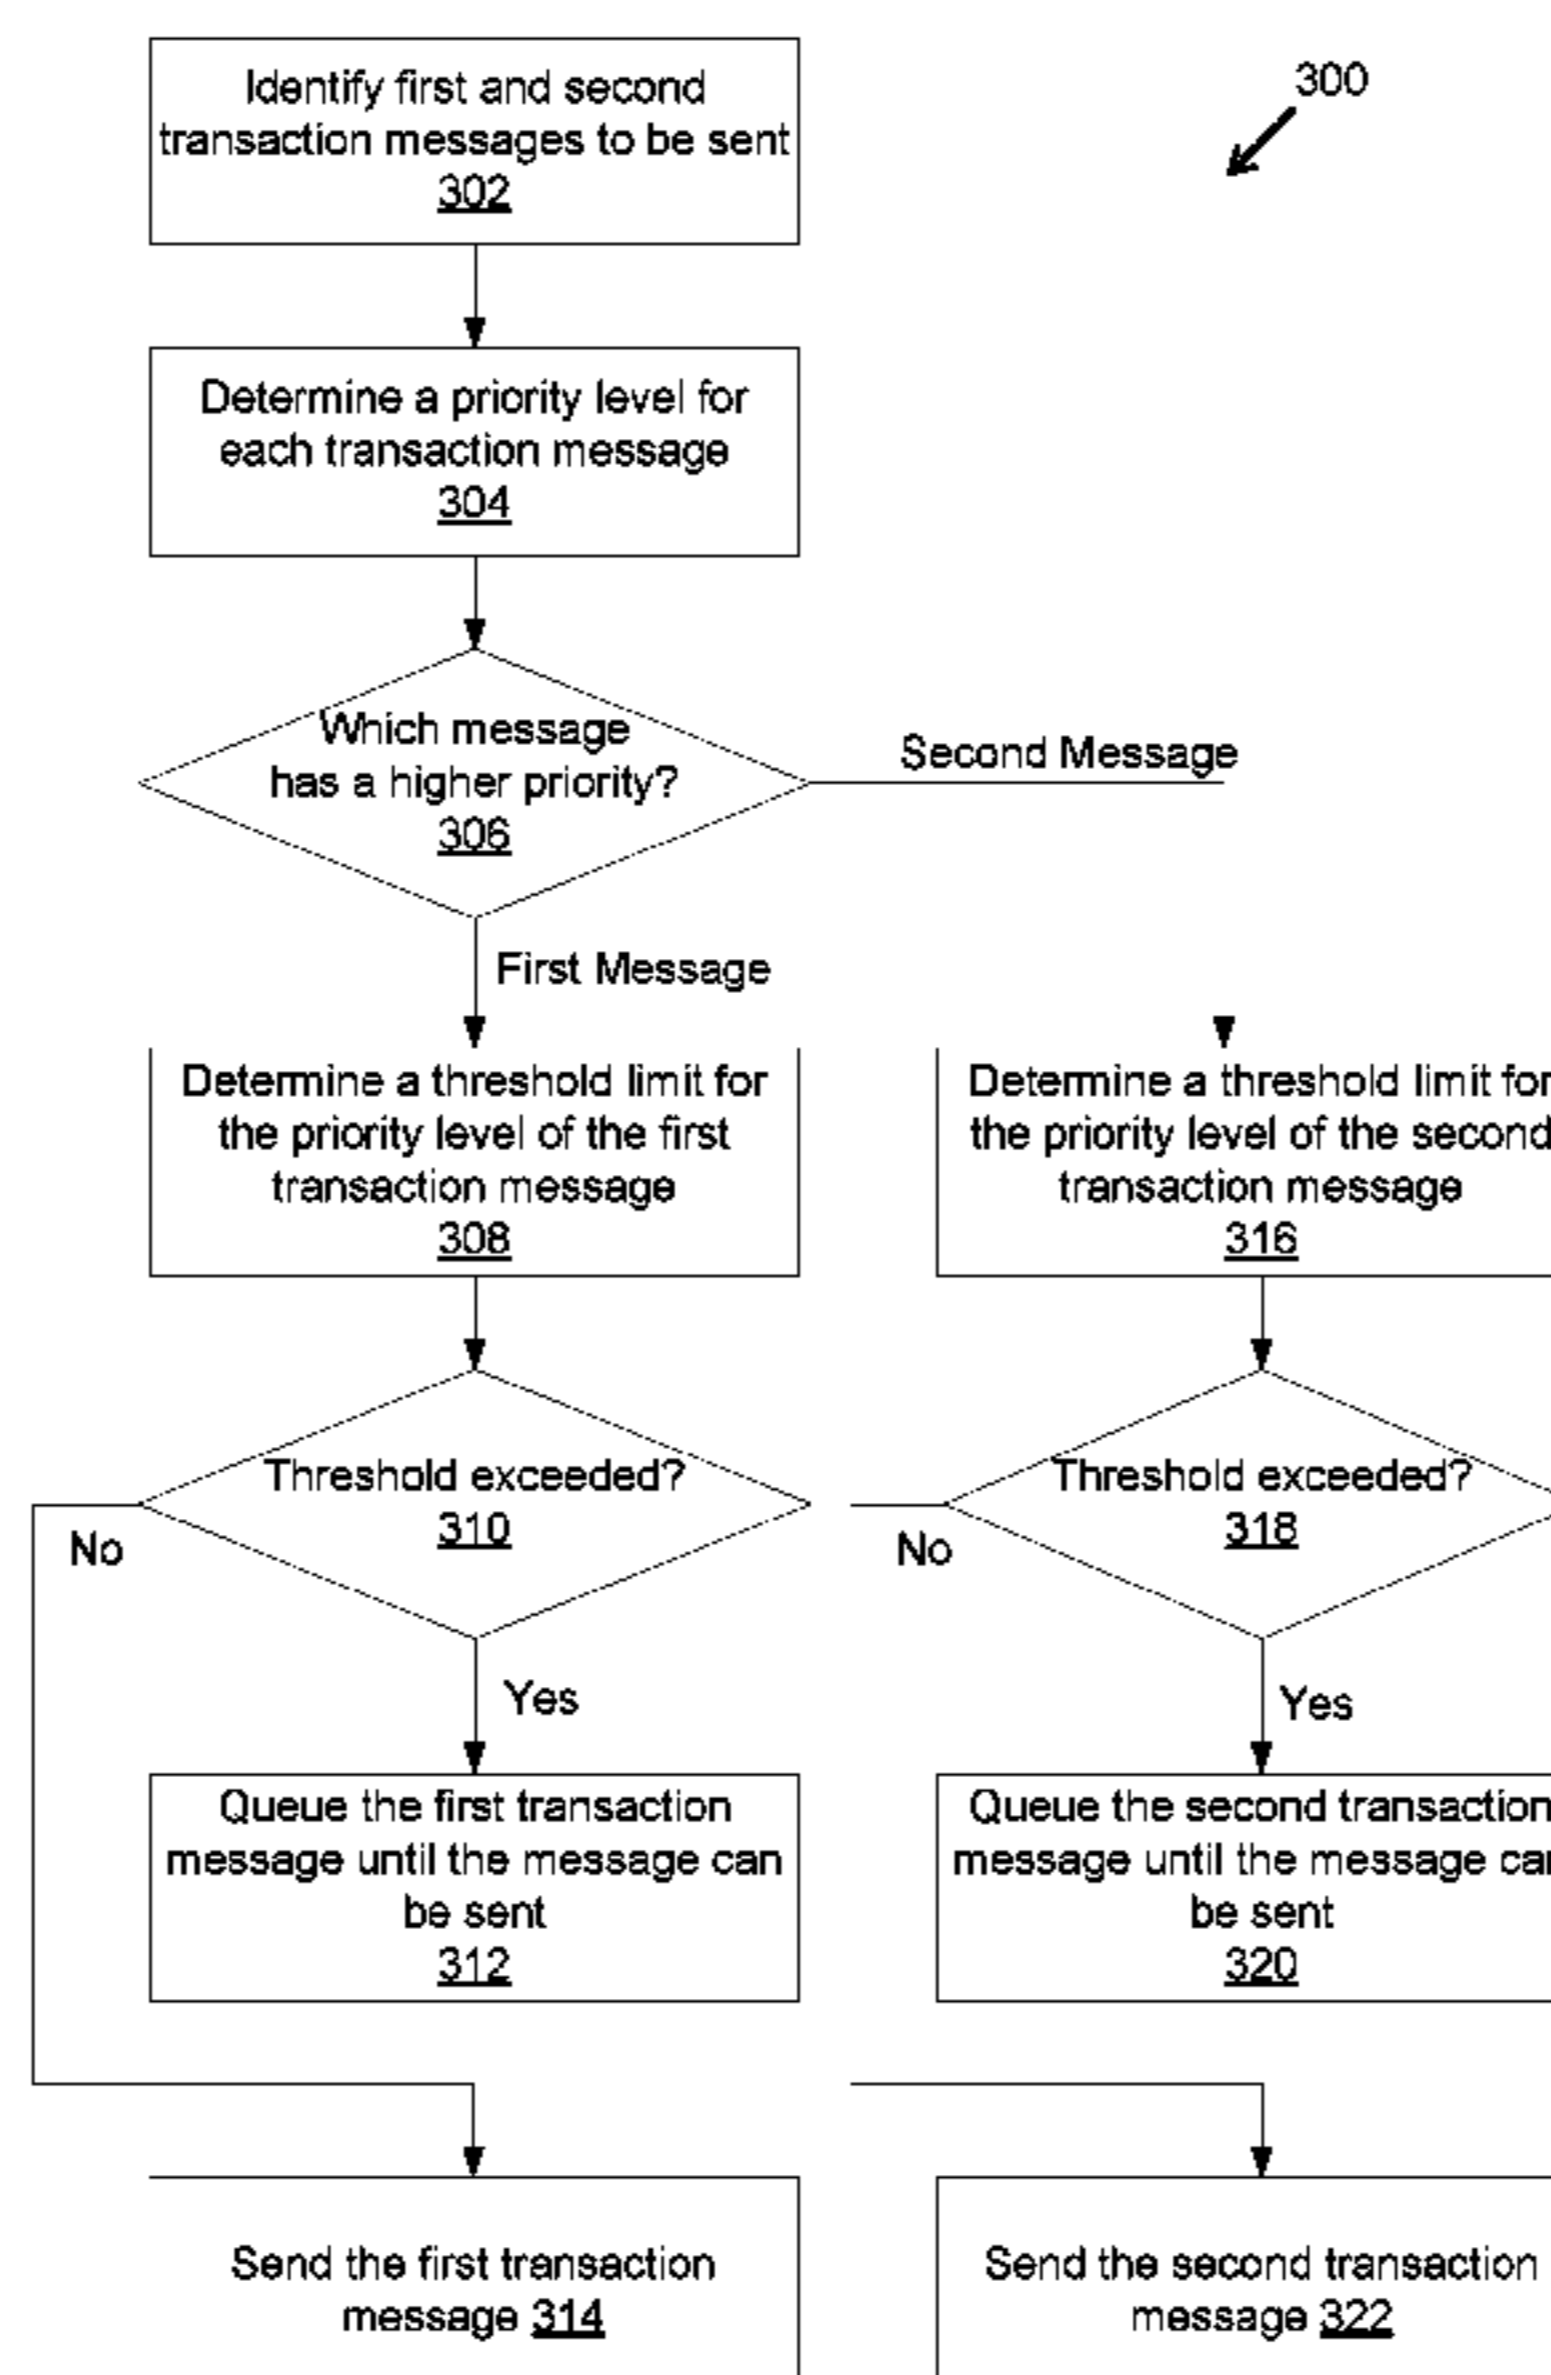 300
Identify first and second
transaction messages to be sent
302
Determine a priority level for
each transaction message
304
Which message
has a higher priority?
306
Second Message
First Message
Determine a threshold limit for
the priority level of the first
transaction message
308
Threshold exceeded?
310
No
Yes
Queue the first transaction
message until the message can
be sent
312
Send the first transaction
message 314
Determine a threshold limit for
the priority level of the second
transaction message
316
Threshold exceeded?
318
No
Yes
Queue the second transaction
message until the message can
be sent
320
Send the second transaction
message 322